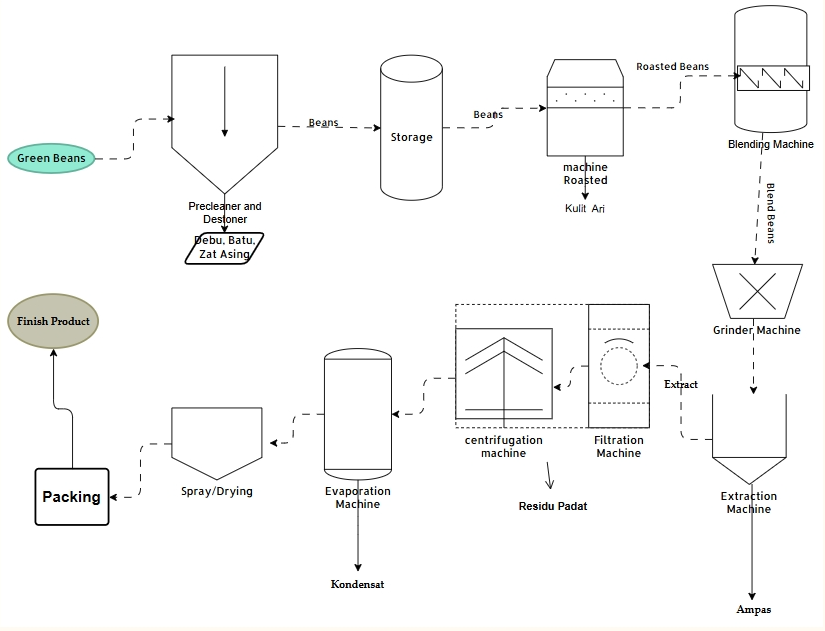 Green Beans
Precleaner and
Destoner
Debu, Batu,
Zat Asing
Beans
Storage
Beans
machine
Roasted
Kulit Ari
Roasted Beans
Blending Machine
Blend Beans
Grinder Machine
Extraction
Machine
Ampas
Extract
Filtration
Machine
centrifugation
machine
Residu Padat
Evaporation
Machine
Kondensat
Spray/Drying
Packing
Finish Product